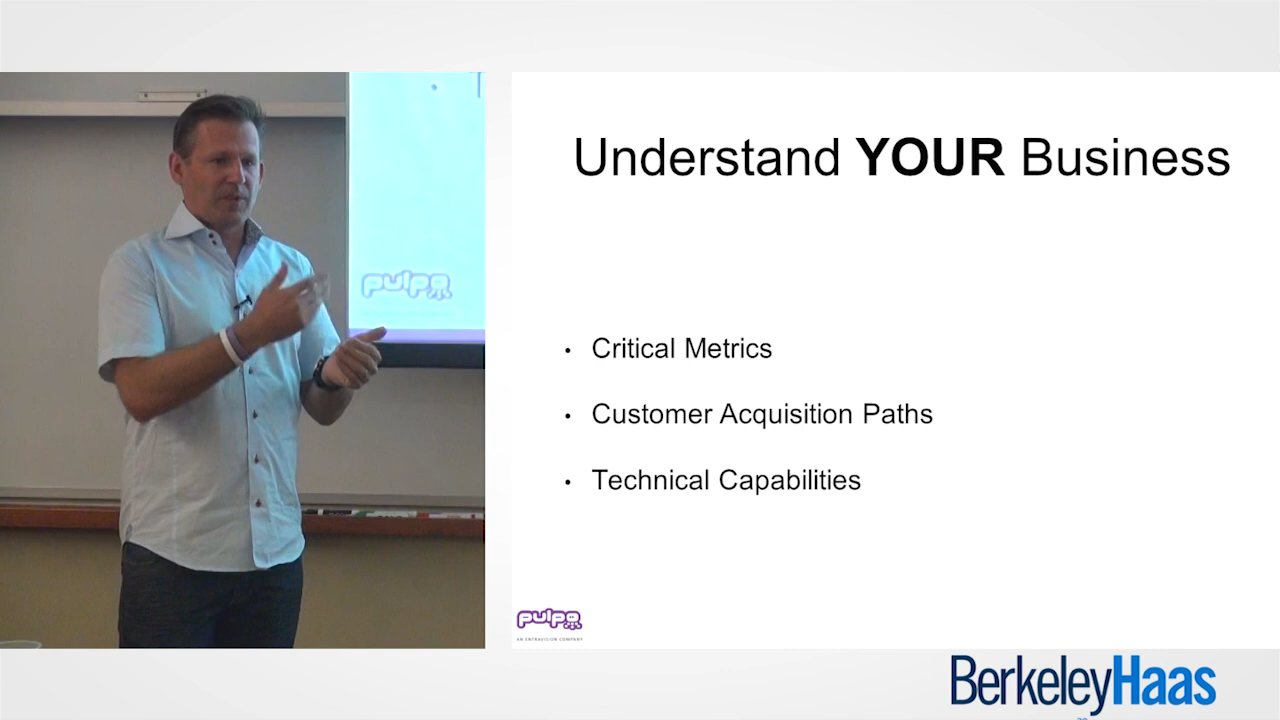 pulpo
Understand YOUR Business
• Critical Metrics
• Customer Acquisition Paths
• Technical Capabilities
pulpo
AN ENTRAVISION COMPANY
BerkeleyHaas